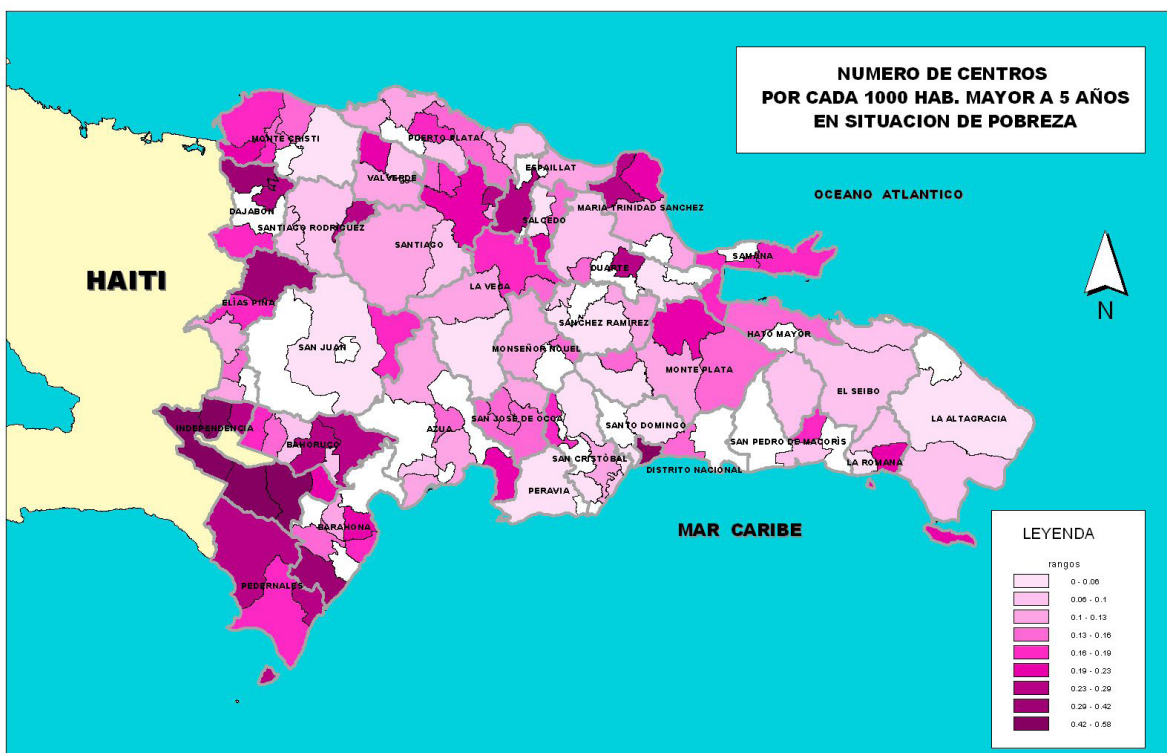 NUMERO DE CENTROS
POR CADA 1000 HAB. MAYOR A 5 AÑOS
EN SITUACION DE POBREZA
MONTE CRISTI
PUERTO PLATA
ESPAILLAT
VALVERDE
OCEANO ATLANTICO
DAJABON
MARIA TRINIDAD SANCHEZ
SALCEDO
SANTIAGO RODRIGUEZ
SANTIAGO
SAMANA
DUARTE
HAITI
LA VEGA
ELÍAS PIÑA
N
SANCHEZ RAMIREZ
HATO MAYOR
SAN JUAN
MONSEÑOR NOUEL
MONTE PLATA
EL SEIBO
LA ALTAGRACIA
SAN JOSE DE OCOA
INDEPENDENCIA
AZUA
SANTO DOMINGO
BAHORUCO
SAN PEDRO DE MACORÌS
SAN CRISTÒBAL
LA ROMANA
DISTRITO NACIONAL
PERAVIA
BARAHONA
MAR CARIBE
PEDERNALES
LEYENDA
rangos
0 - 0.06
0.06 - 0.1
0.1 - 0.13
0.13 - 0.16
0.16 - 0.19
0.19 - 0.23
0.23 - 0.29
0.29 - 0.42
0.42 - 0.58